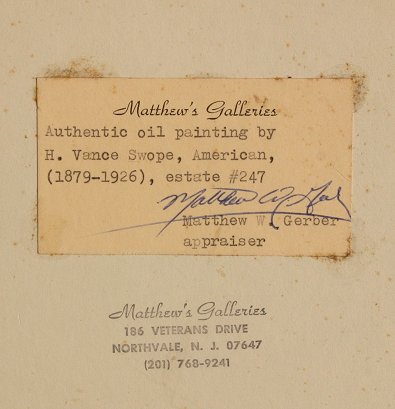 Matthew's Galleries
Authentic oil painting by
H. Vance Swope, American,
(1879-1926), estate #247
Matthew W. Gerber
appraiser
Matthew's Galleries
186 VETERANS DRIVE
NORTHVALE, N. J. 07647
(201) 768-9241